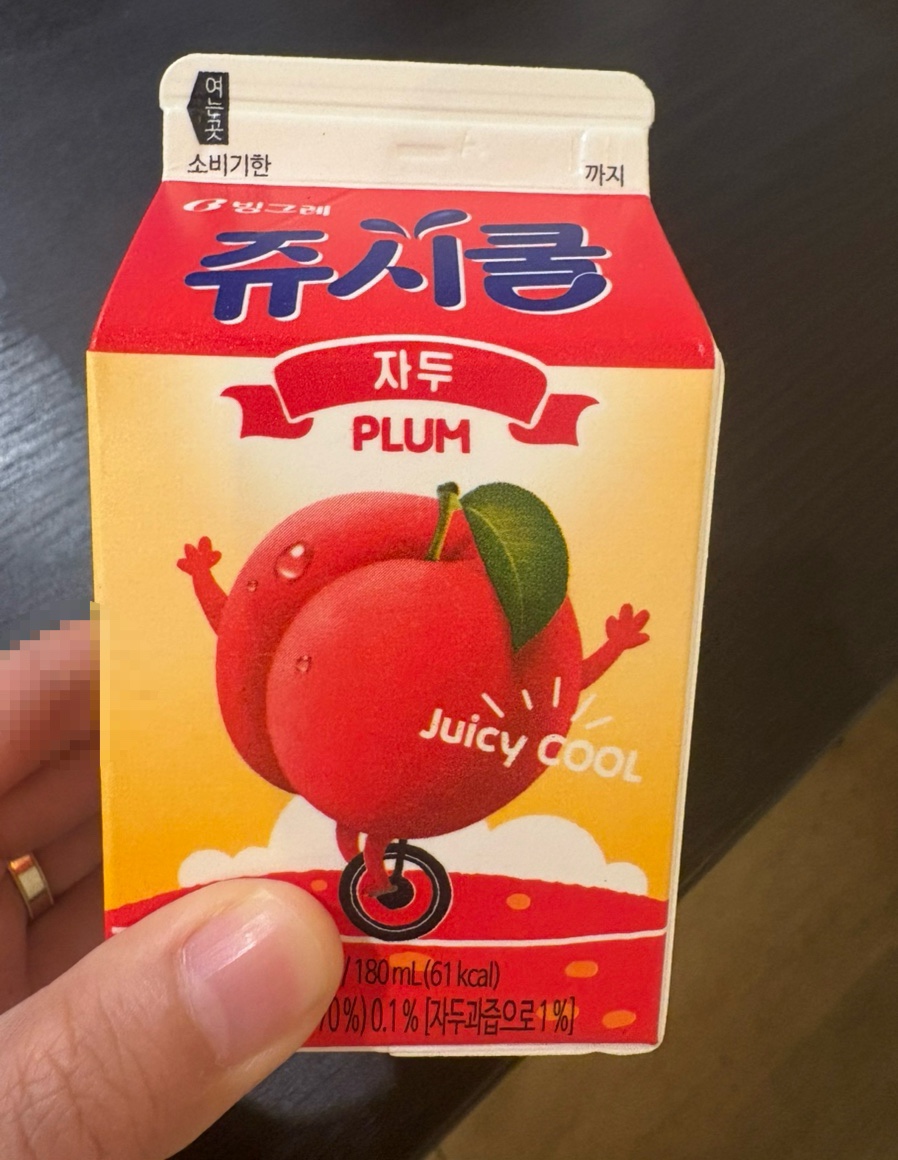 여는곳
소비기한 까지
빙그레
쥬시쿨
자두
PLUM
Juicy COOL
/ 180 mL (61 kcal)
0%) 0.1 % [자두과즙으로 1 %]